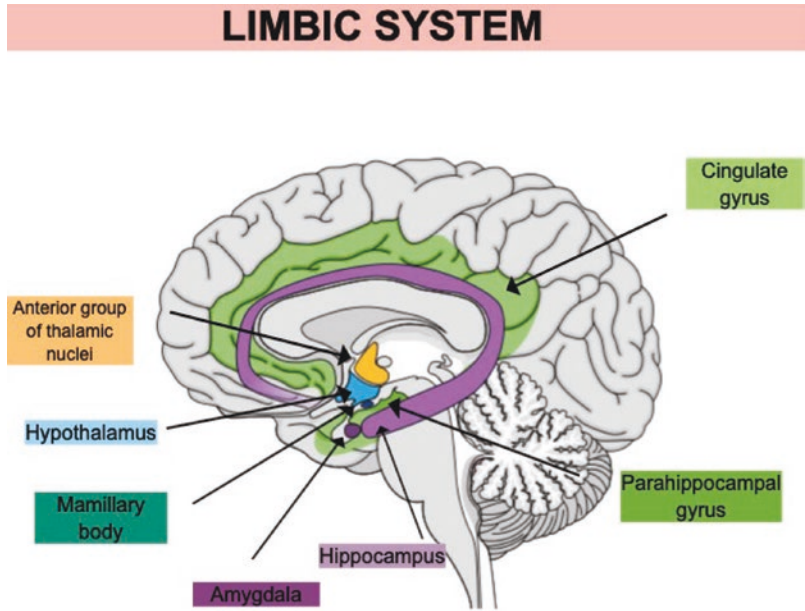 LIMBIC SYSTEM
Cingulate
gyrus
Anterior group
of thalamic
nuclei
Hypothalamus
Mamillary
body
Amygdala
Hippocampus
Parahippocampal
gyrus